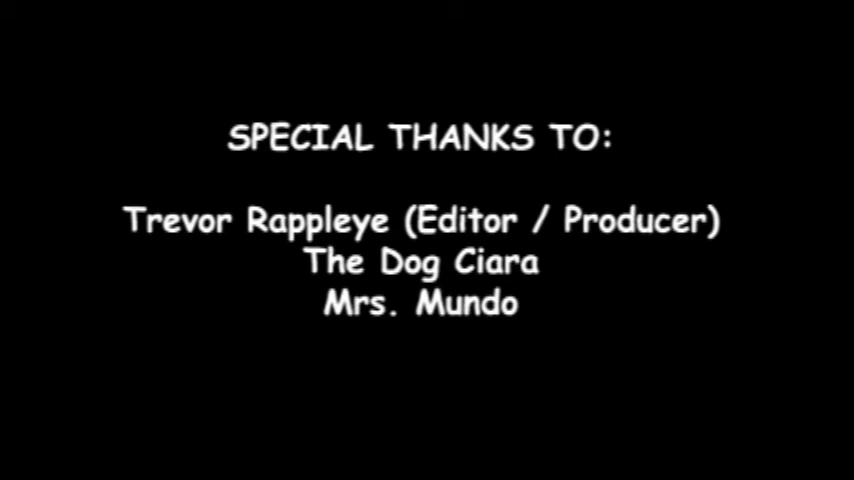 SPECIAL THANKS TO:
Trevor Rappleye (Editor / Producer)
The Dog Ciara
Mrs. Mundo